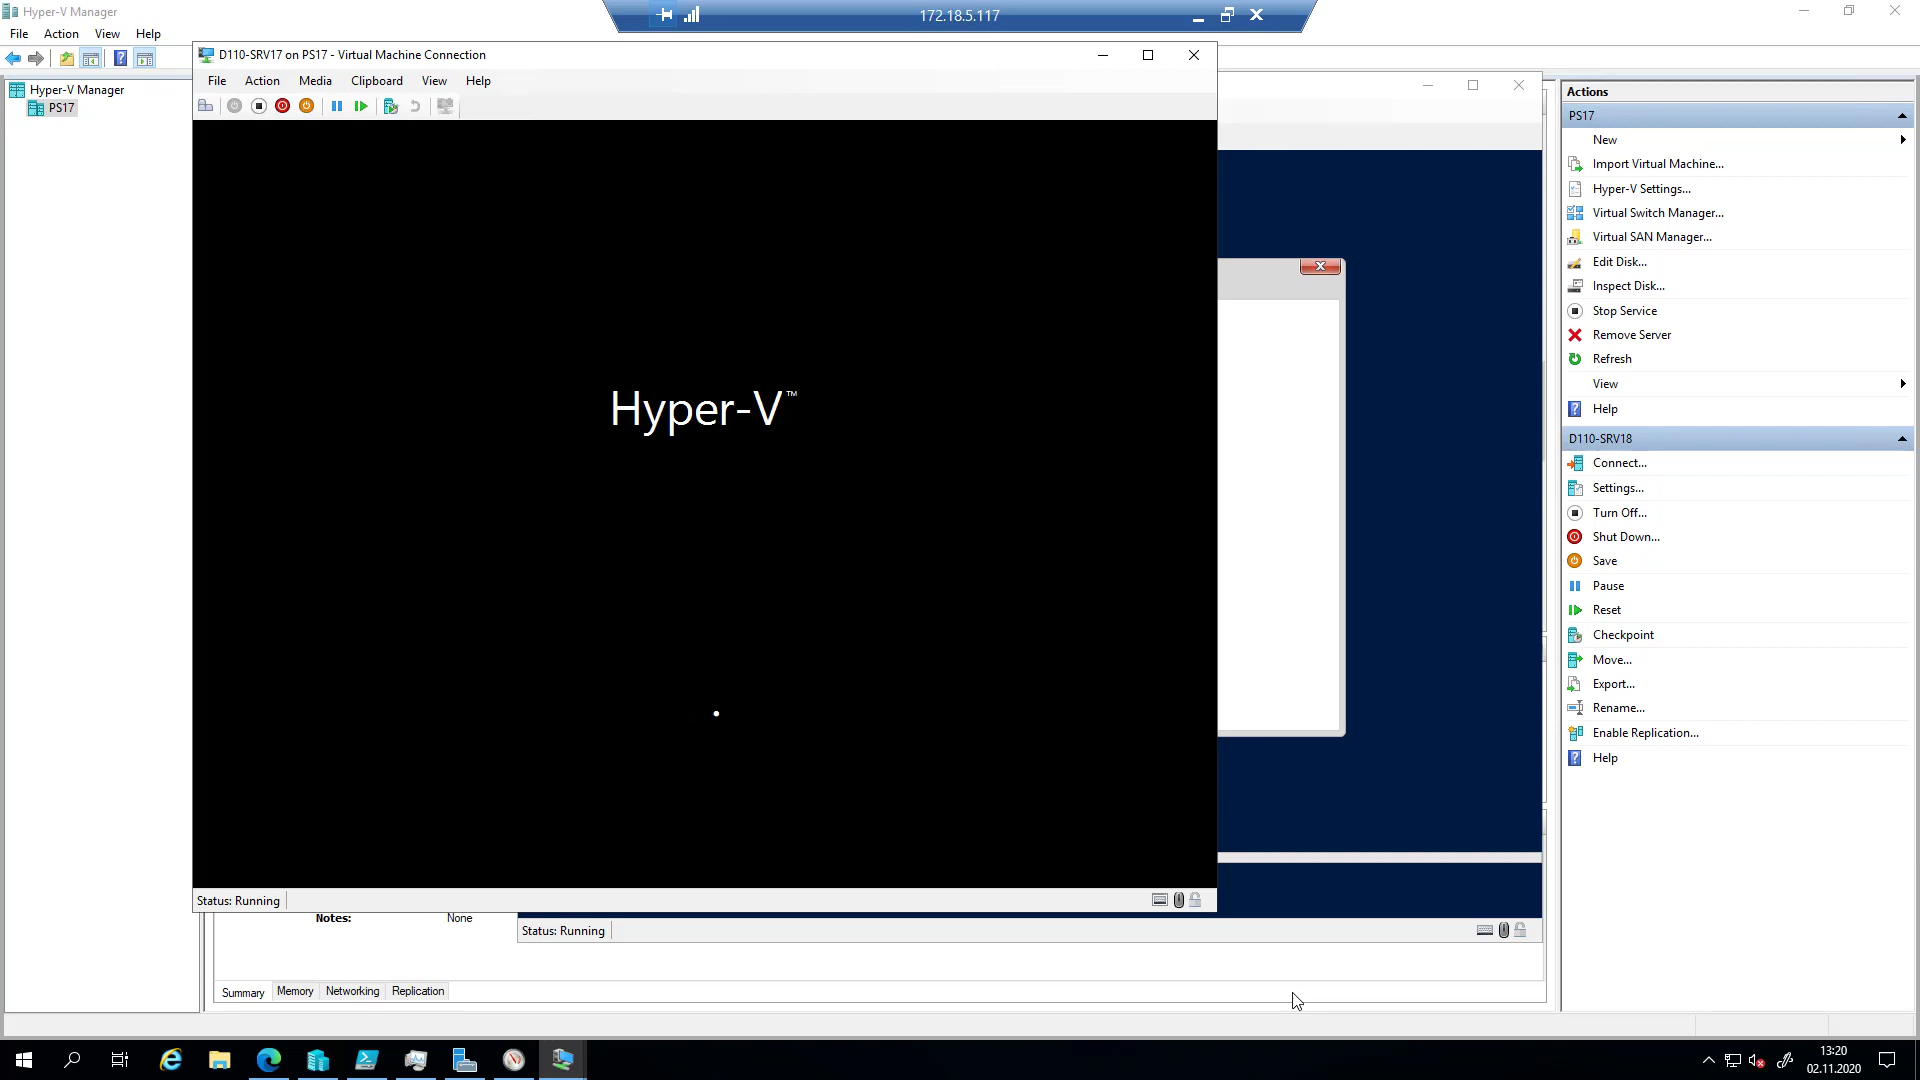 Hyper-V Manager
172.18.5.117
File Action View Help
D110-SRV17 on PS17 - Virtual Machine Connection
File Action Media Clipboard View Help
Hyper-V Manager
PS17
Hyper-V™
Status: Running
Notes: None
Status: Running
Summary Memory Networking Replication
Actions
PS17
New
Import Virtual Machine...
Hyper-V Settings...
Virtual Switch Manager...
Virtual SAN Manager...
Edit Disk...
Inspect Disk...
Stop Service
Remove Server
Refresh
View
Help
D110-SRV18
Connect...
Settings...
Turn Off...
Shut Down...
Save
Pause
Reset
Checkpoint
Move...
Export...
Rename...
Enable Replication...
Help
13:20
02.11.2020